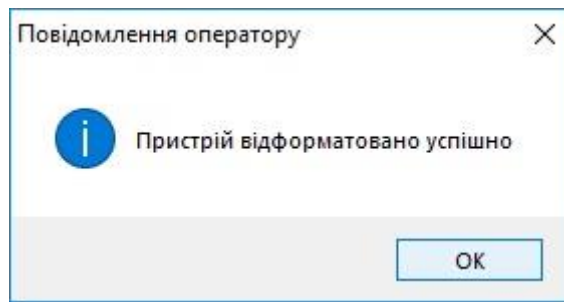 Повідомлення оператору
Пристрій відформатовано успішно
OK